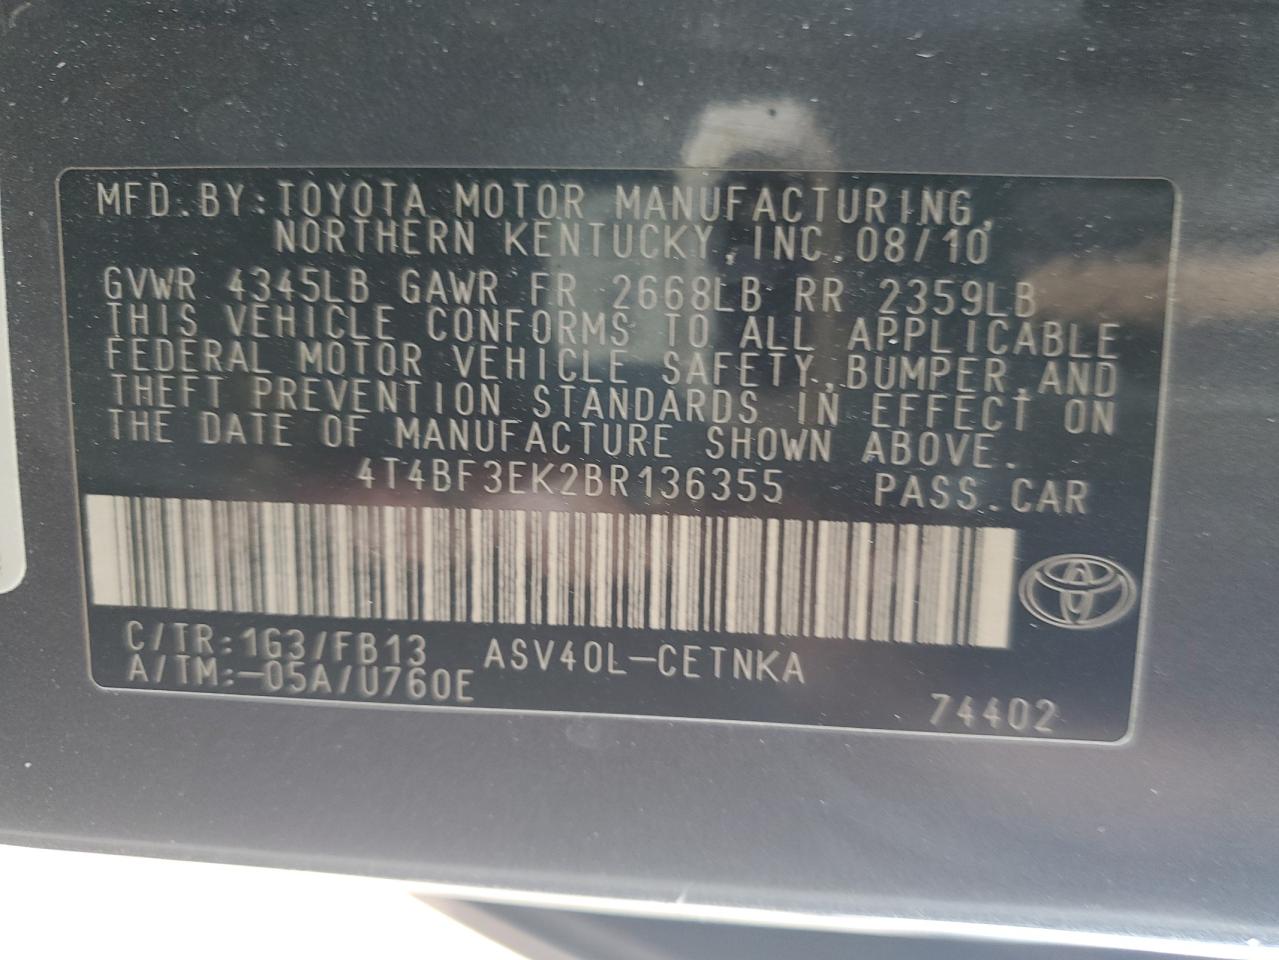 MFD.BY:TOYOTA MOTOR MANUFACTURING,
NORTHERN KENTUCKY,INC.08/10
GVWR 4345LB GAWR FR 2668LB RR 2359LB
THIS VEHICLE CONFORMS TO ALL APPLICABLE
FEDERAL MOTOR VEHICLE SAFETY,BUMPER,AND
THEFT PREVENTION STANDARDS IN EFFECT ON
THE DATE OF MANUFACTURE SHOWN ABOVE.
4T4BF3EK2BR136355 PASS.CAR
C/TR:1G3/FB13 ASV40L-CETNKA
A/TM:-05A/U760E
74402